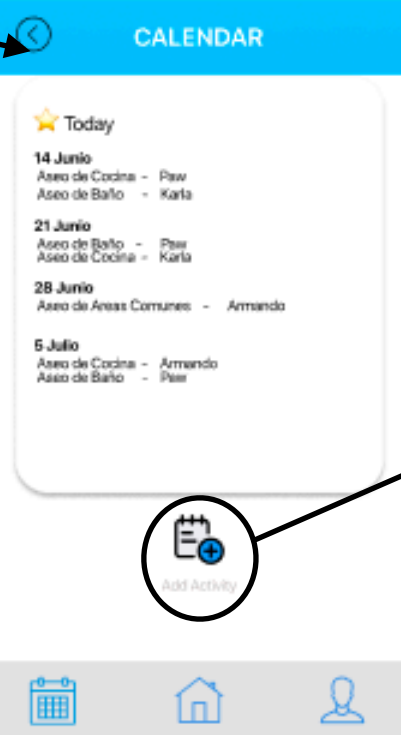 CALENDAR
Today
14 Junio
Aseo de Cocina - Paw
Aseo de Baño - Karla
21 Junio
Aseo de Baño - Paw
Aseo de Cocina - Karla
28 Junio
Aseo de Areas Comunes - Armando
5 Julio
Aseo de Cocina - Armando
Aseo de Baño - Paw
Add Activity